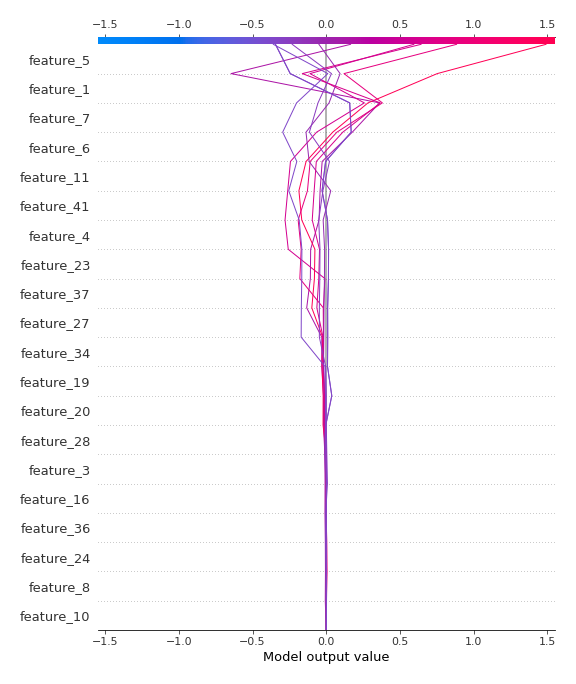 −1.5 −1.0 −0.5 0.0 0.5 1.0 1.5
feature_5
feature_1
feature_7
feature_6
feature_11
feature_41
feature_4
feature_23
feature_37
feature_27
feature_34
feature_19
feature_20
feature_28
feature_3
feature_16
feature_36
feature_24
feature_8
feature_10
−1.5 −1.0 −0.5 0.0 0.5 1.0 1.5
Model output value